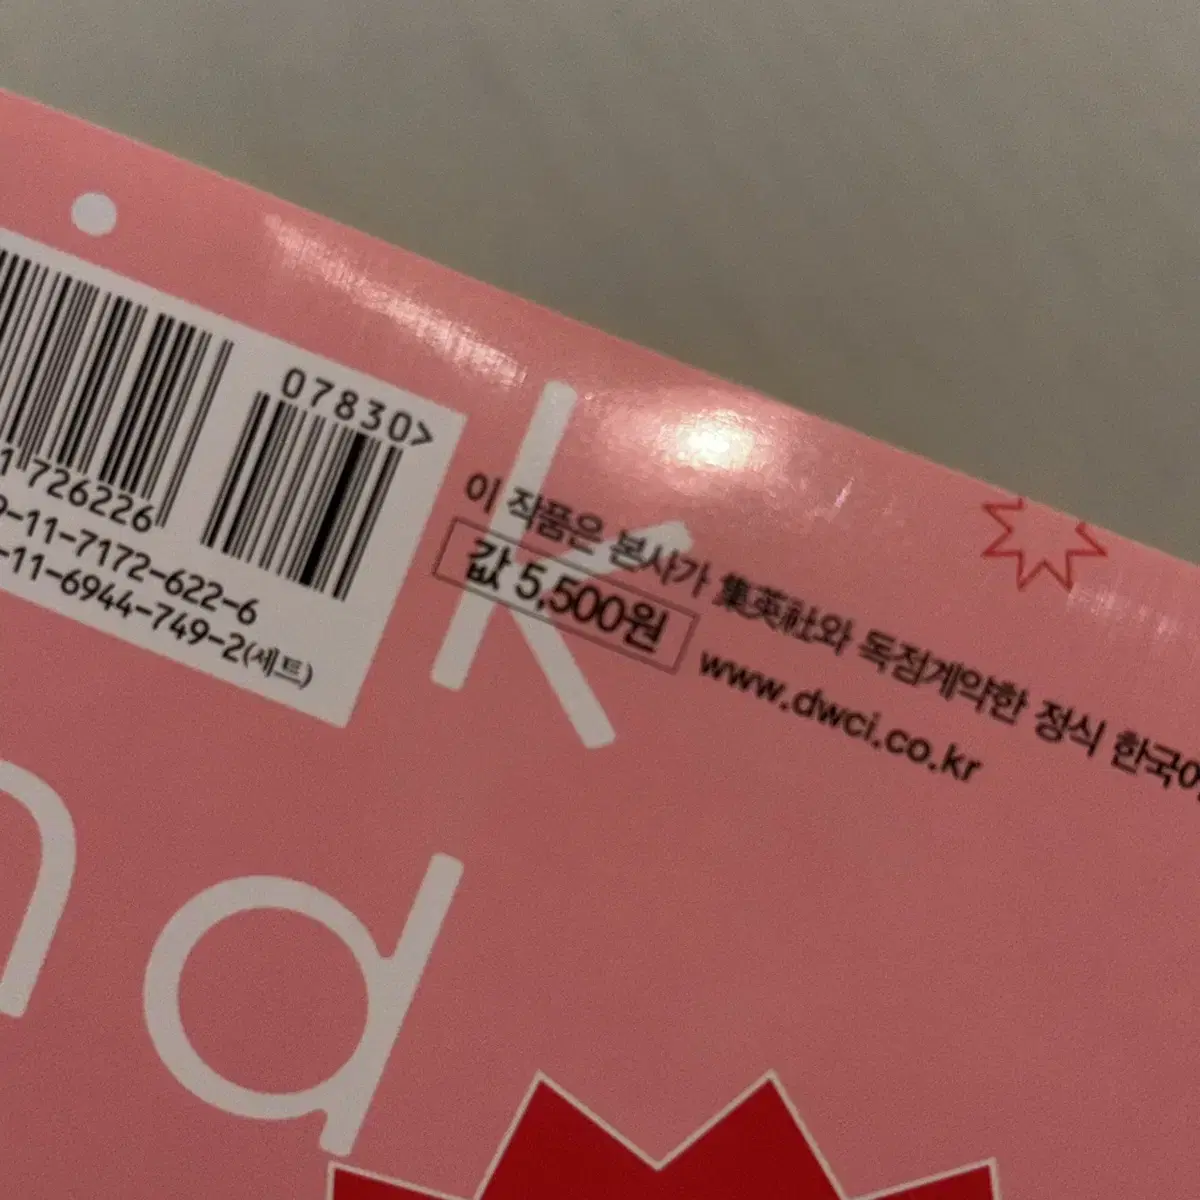 07830>
1 726226
9-11-7172-622-6
-11-6944-749-2(세트)
이 작품은 본사가 集英社와 독점계약한 정식 한국어
값 5,500원
www.dwci.co.kr
k
d